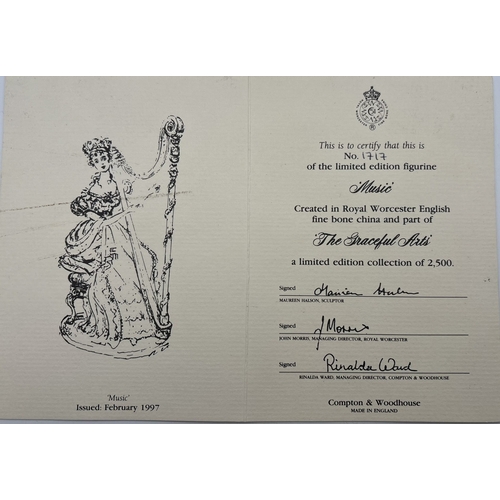 'Music'
Issued: February 1997
This is to certify that this is
No. 1717
of the limited edition figurine
'Music'
Created in Royal Worcester English
fine bone china and part of
'The Graceful Arts'
a limited edition collection of 2,500.
Signed Maureen Halson
MAUREEN HALSON, SCULPTOR
Signed J Morris
JOHN MORRIS, MANAGING DIRECTOR, ROYAL WORCESTER
Signed Rinalda Ward
RINALDA WARD, MANAGING DIRECTOR, COMPTON & WOODHOUSE
Compton & Woodhouse
MADE IN ENGLAND